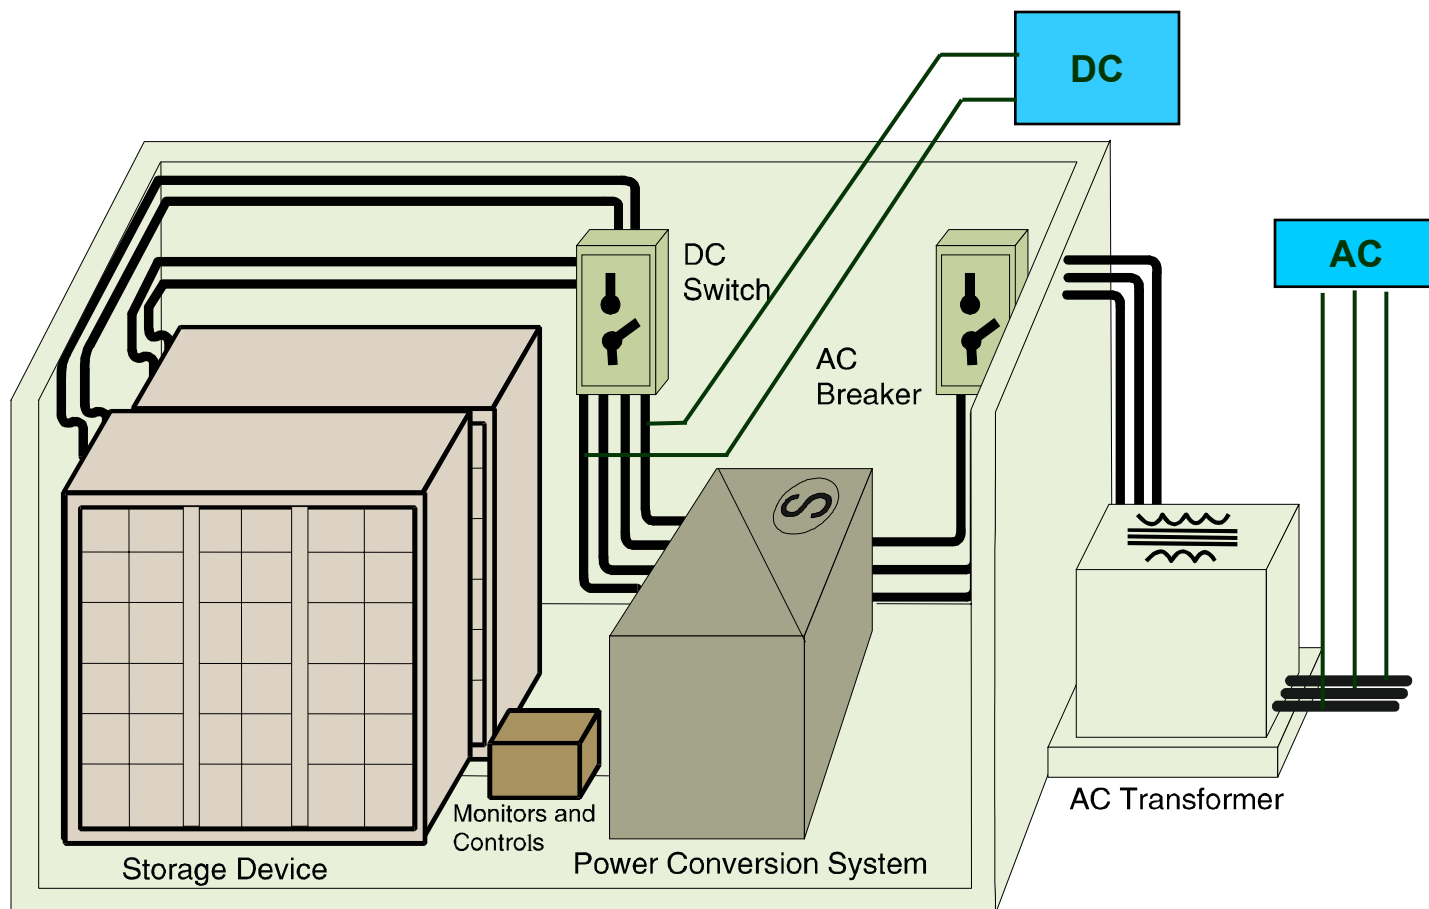 DC
AC
DC
Switch
AC
Breaker
S
Monitors and
Controls
AC Transformer
Storage Device
Power Conversion System